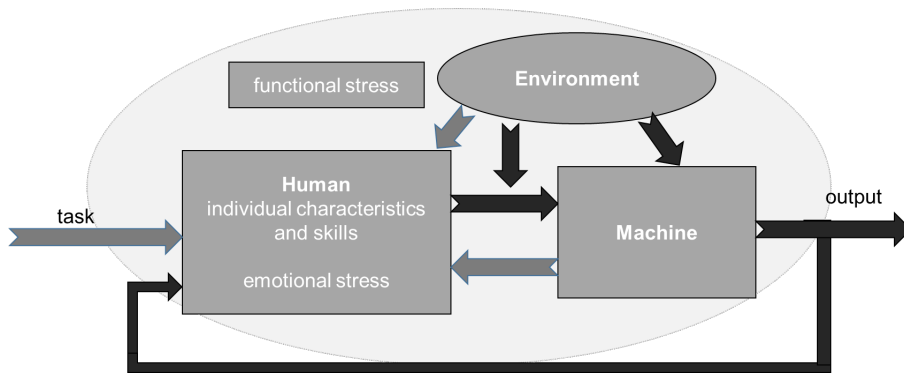 functional stress
Environment
Human
individual characteristics
and skills
emotional stress
task
Machine
output